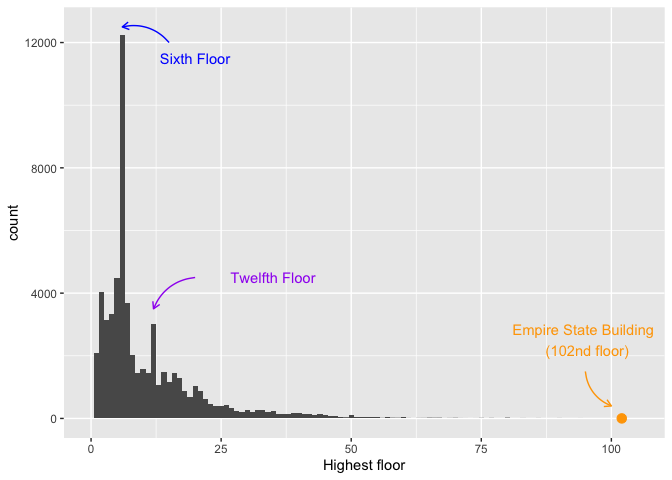 12000
Sixth Floor
8000
count
Twelfth Floor
4000
Empire State Building
(102nd floor)
0
0 25 50 75 100
Highest floor